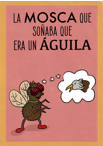 LA MOSCA QUE
SOÑABA QUE
ERA UN ÁGUILA